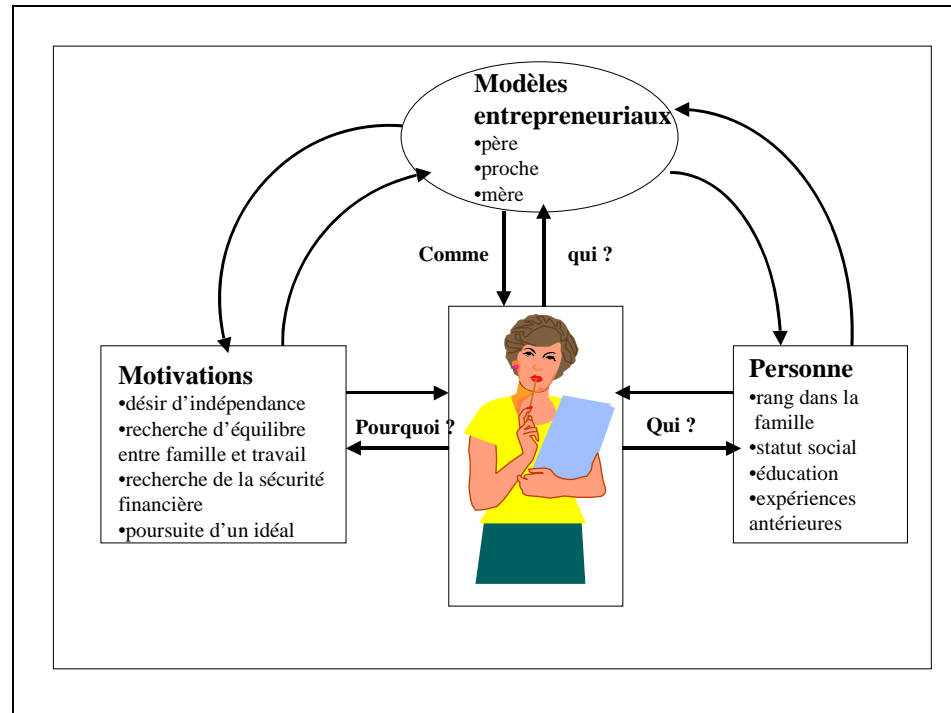 Modèles
entrepreneuriaux
•père
•proche
•mère
Comme qui ?
Motivations
•désir d’indépendance
•recherche d’équilibre
entre famille et travail
•recherche de la sécurité
financière
•poursuite d’un idéal
Pourquoi ?
Qui ?
Personne
•rang dans la
famille
•statut social
•éducation
•expériences
antérieures